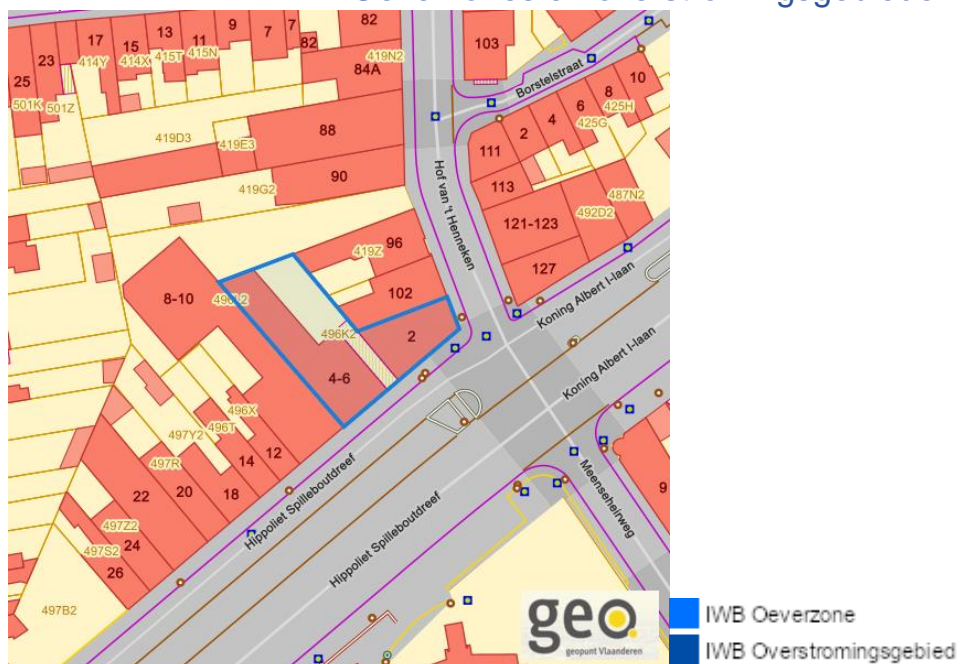 82
9
7
7
13
11
17
15
82
103
23
414Y
414X
415T
415N
419N2
84A
25
501K
501Z
10
Borstelstraat
8
425H
6
88
2
4
425G
419D3
419E3
111
90
Hof van 't Henneken
113
419G2
487N2
121-123
492D2
96
419Z
127
8-10
102
Koning Albert I-laan
496K2
2
Koning Albert I-laan
4-6
496X
496T
497Y2
12
497R
14
Hippoliet Spilleboutdreef
Meenseheirweg
22
20
18
9
497Z2
24
497S2
26
Hippoliet Spilleboutdreef
497B2
geo
geopunt Vlaanderen
IWB Oeverzone
IWB Overstromingsgebied